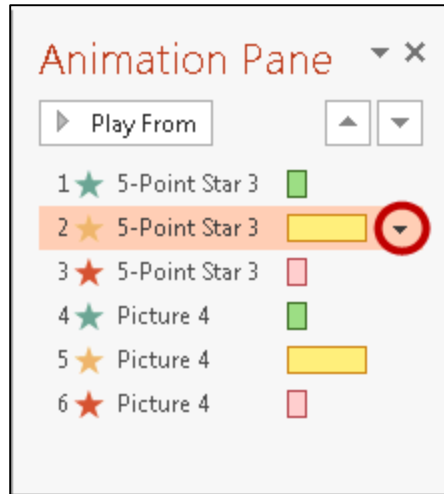 Animation Pane
Play From
1 5-Point Star 3
2 5-Point Star 3
3 5-Point Star 3
4 Picture 4
5 Picture 4
6 Picture 4